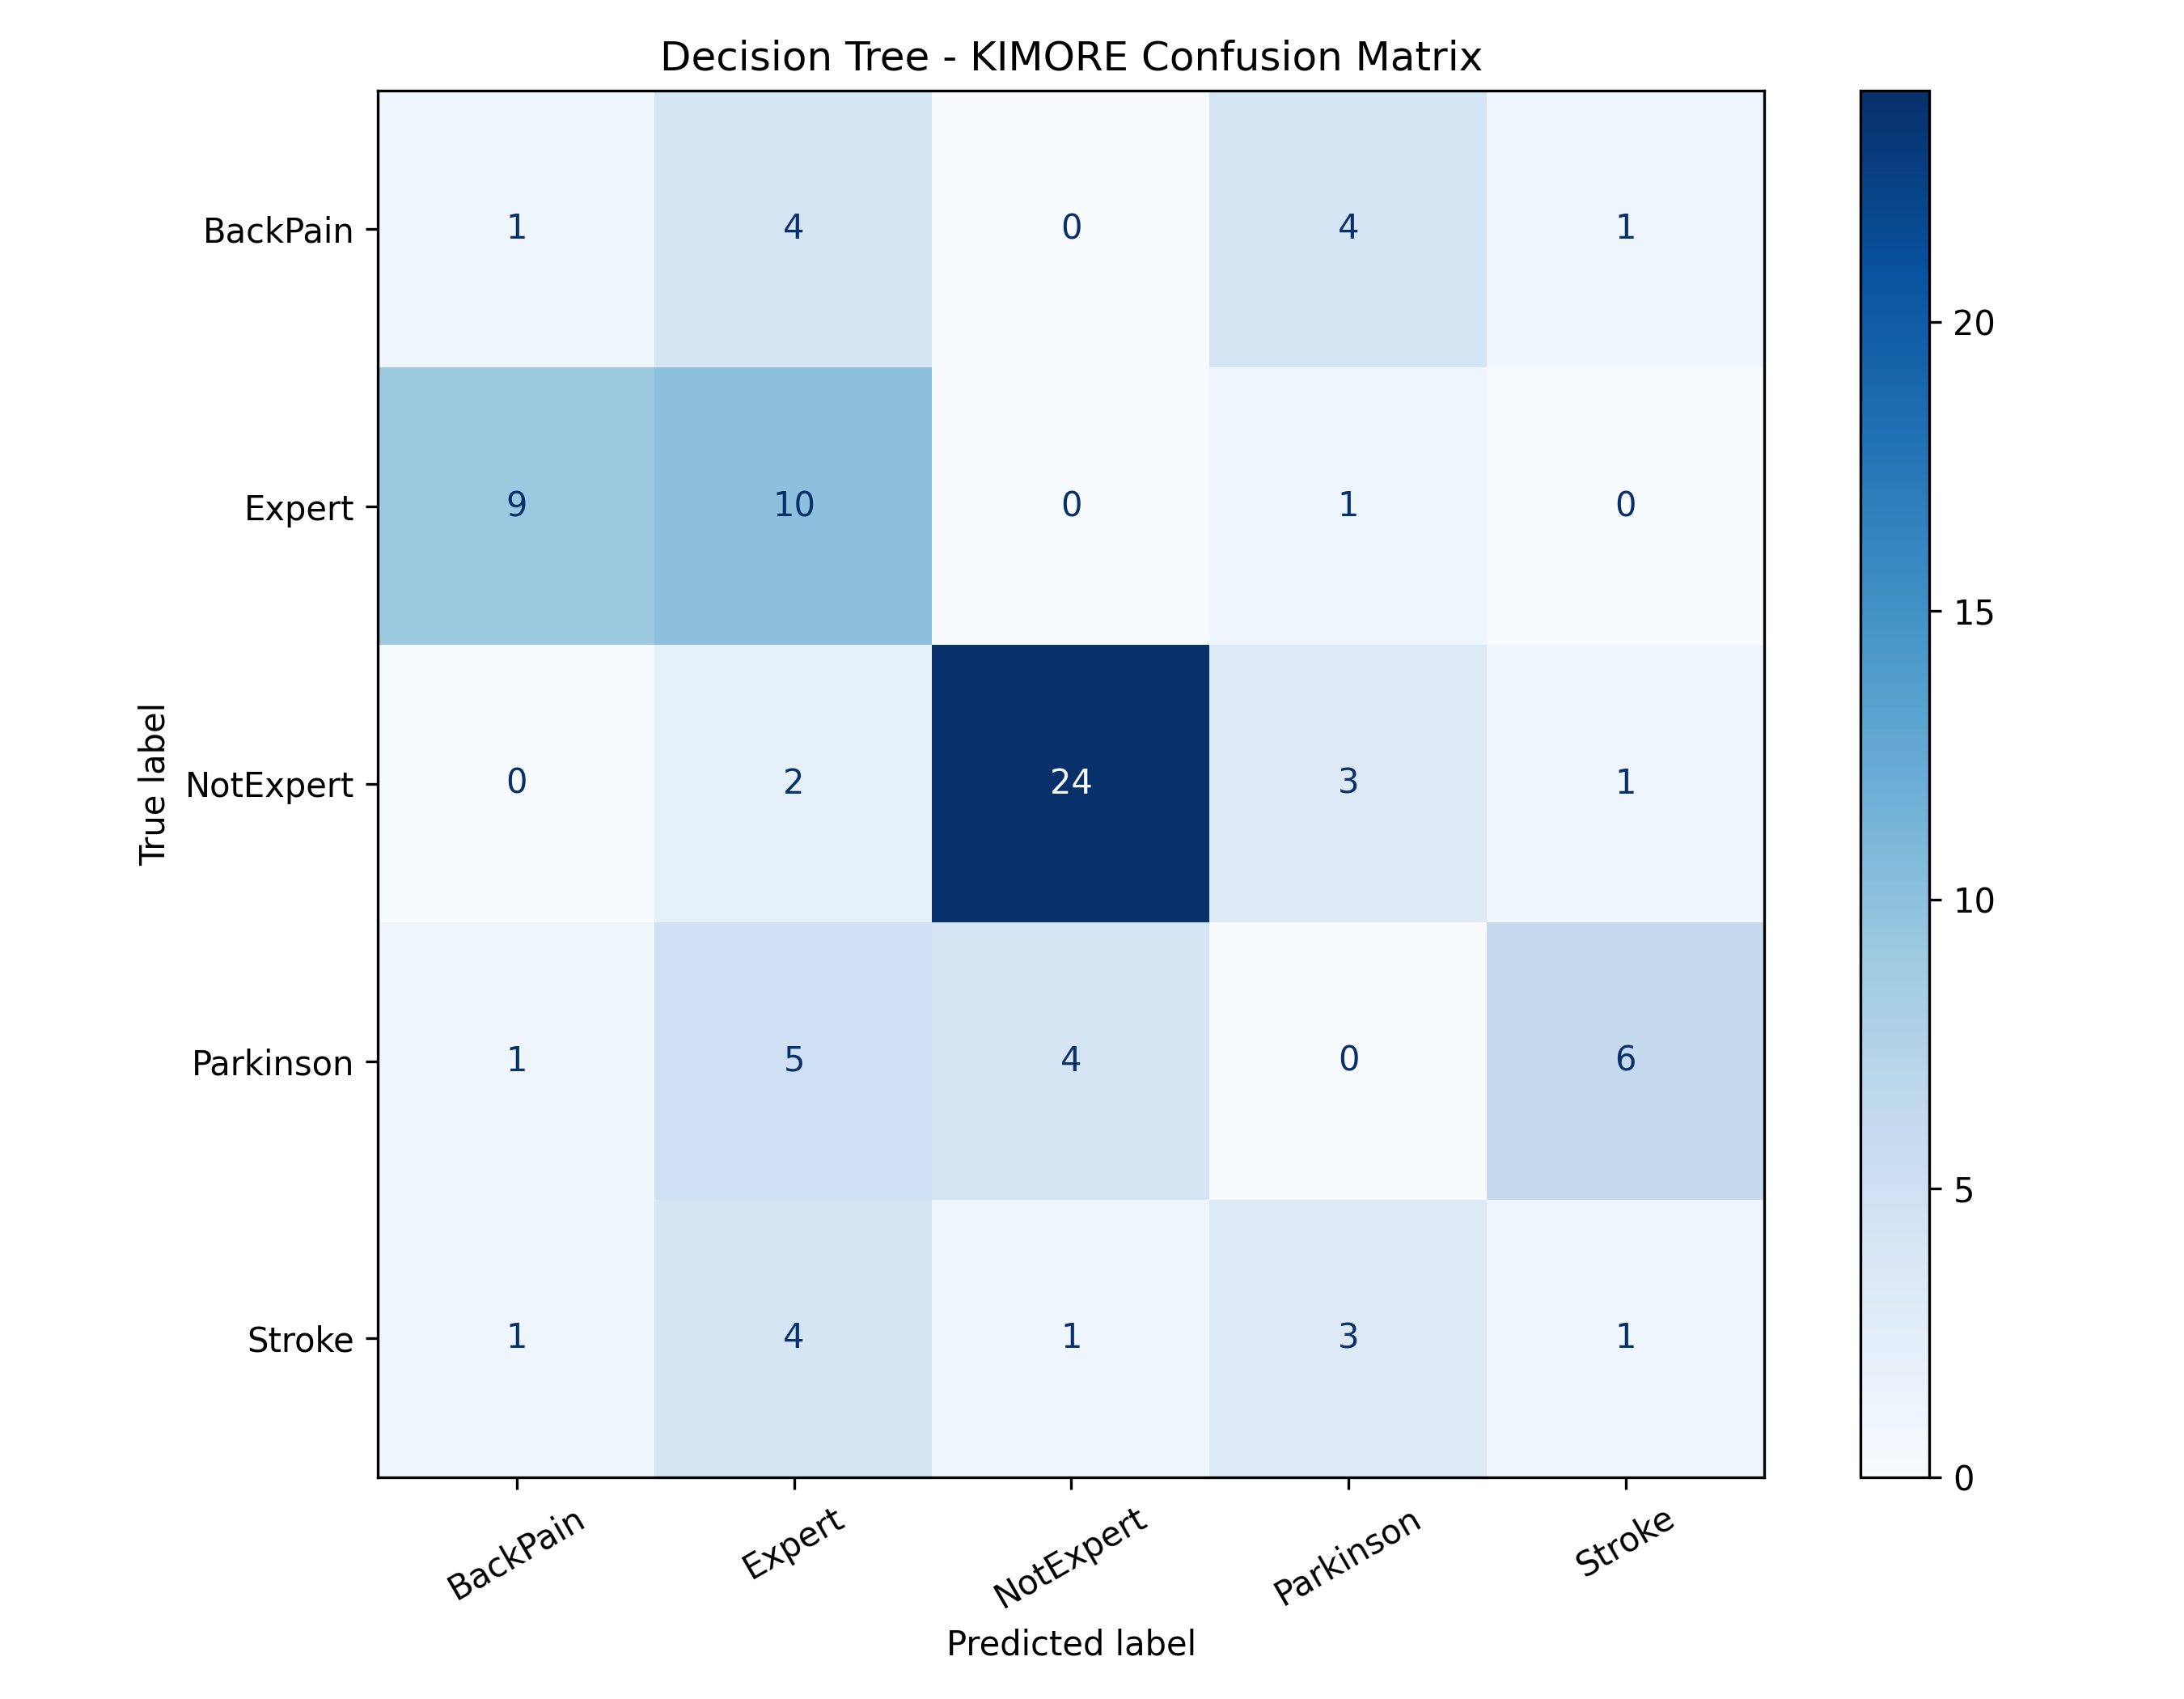 Decision Tree - KIMORE Confusion Matrix
True label
BackPain 1 4 0 4 1
Expert 9 10 0 1 0
NotExpert 0 2 24 3 1
Parkinson 1 5 4 0 6
Stroke 1 4 1 3 1
BackPain Expert NotExpert Parkinson Stroke
Predicted label
20
15
10
5
0